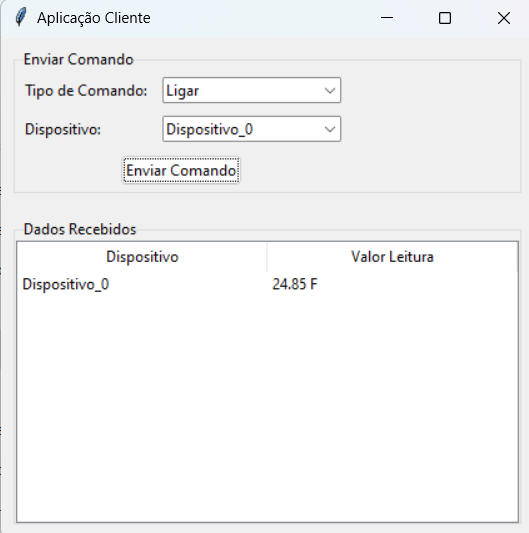 Aplicação Cliente
Enviar Comando
Tipo de Comando: Ligar
Dispositivo: Dispositivo_0
Enviar Comando
Dados Recebidos
Dispositivo Valor Leitura
Dispositivo_0 24.85 F